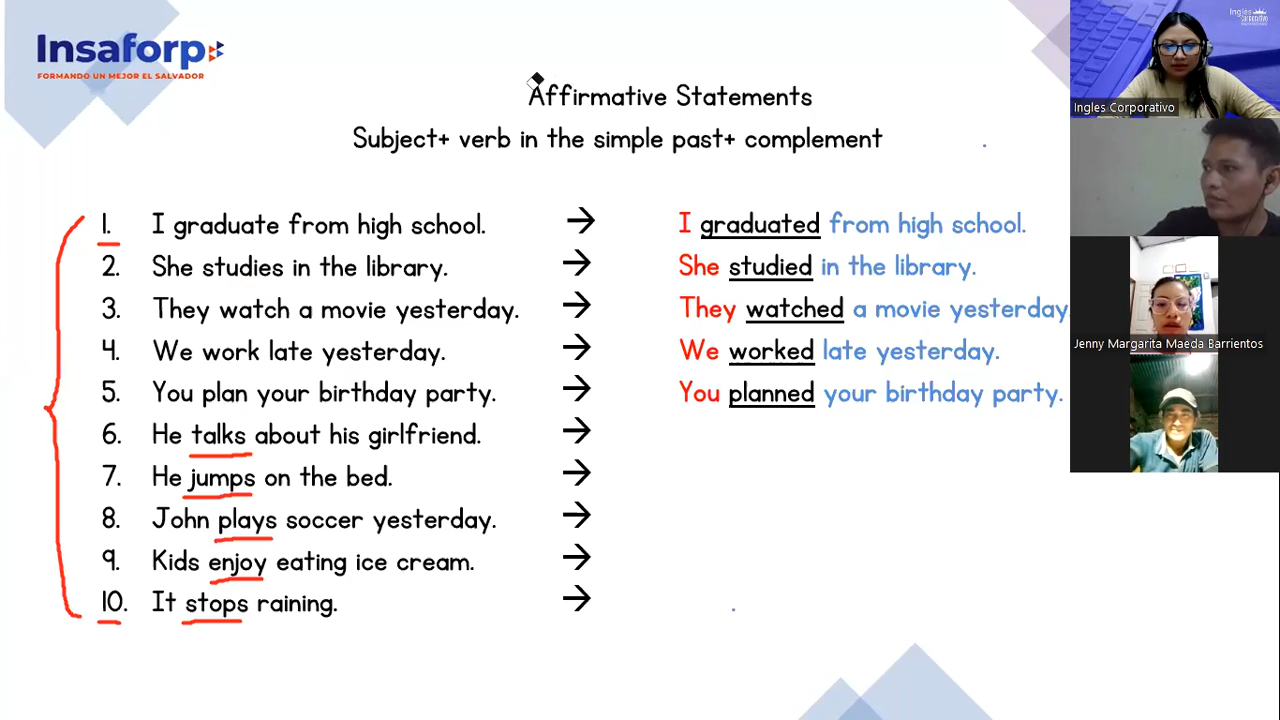 Insaforp
FORMANDO UN MEJOR EL SALVADOR
Affirmative Statements
Subject+ verb in the simple past+ complement
1. I graduate from high school. → I graduated from high school.
2. She studies in the library. → She studied in the library.
3. They watch a movie yesterday. → They watched a movie yesterday.
4. We work late yesterday. → We worked late yesterday.
5. You plan your birthday party. → You planned your birthday party.
6. He talks about his girlfriend. →
7. He jumps on the bed. →
8. John plays soccer yesterday. →
9. Kids enjoy eating ice cream. →
10. It stops raining. →
Ingles
Corporativo
Ingles Corporativo
Jenny Margarita Maeda Barrientos